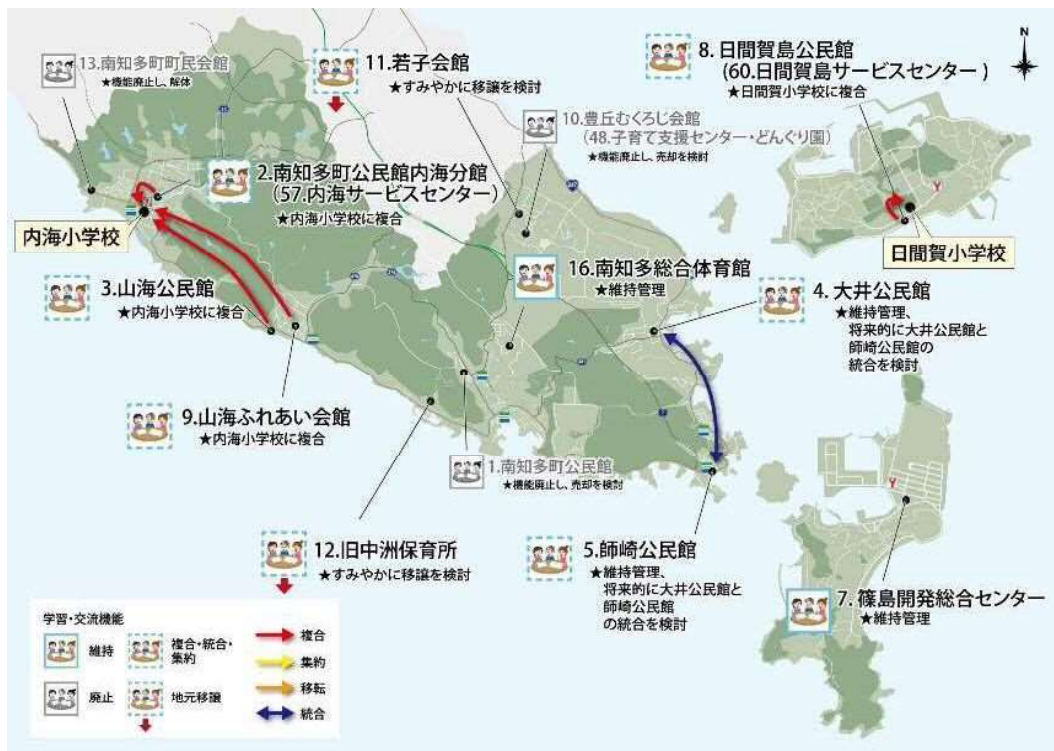 13.南知多町町民会館
★機能廃止し、解体
11.若子会館
★すみやかに移譲を検討
8.日間賀島公民館
(60.日間賀島サービスセンター)
★日間賀小学校に複合
N
10.豊丘むくろじ会館
(48.子育て支援センター・どんぐり園)
★機能廃止し、売却を検討
2.南知多町公民館内海分館
(57.内海サービスセンター)
★内海小学校に複合
内海小学校
日間賀小学校
3.山海公民館
★内海小学校に複合
16.南知多総合体育館
★維持管理
4.大井公民館
★維持管理、
将来的に大井公民館と
師崎公民館の
統合を検討
9.山海ふれあい会館
★内海小学校に複合
1.南知多町公民館
★機能廃止し、売却を検討
12.旧中洲保育所
★すみやかに移譲を検討
5.師崎公民館
★維持管理、
将来的に大井公民館と
師崎公民館
の統合を検討
7.篠島開発総合センター
★維持管理
学習・交流機能
維持
複合・統合・
集約
廃止
地元移譲
複合
集約
移転
統合